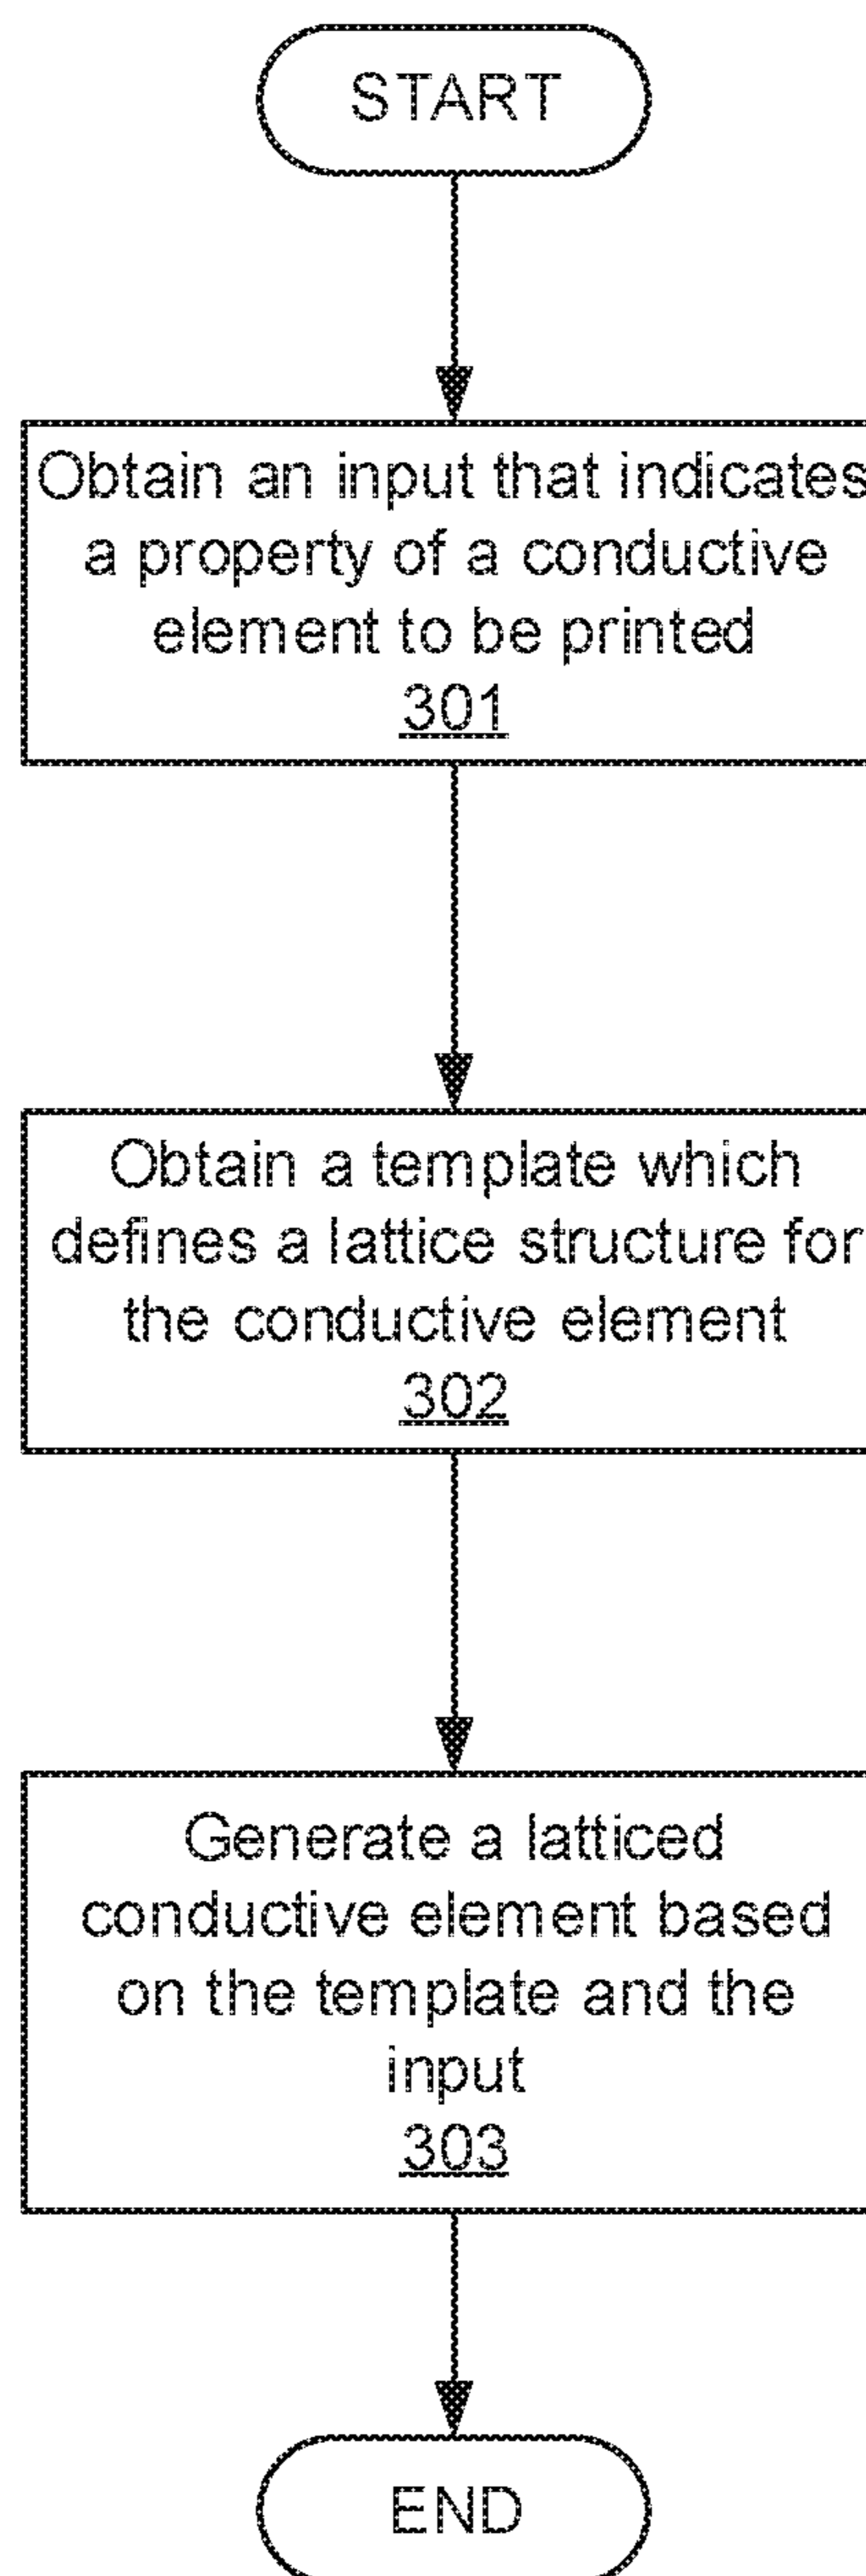 START
Obtain an input that indicates
a property of a conductive
element to be printed
301
Obtain a template which
defines a lattice structure for
the conductive element
302
Generate a latticed
conductive element based
on the template and the
input
303
END